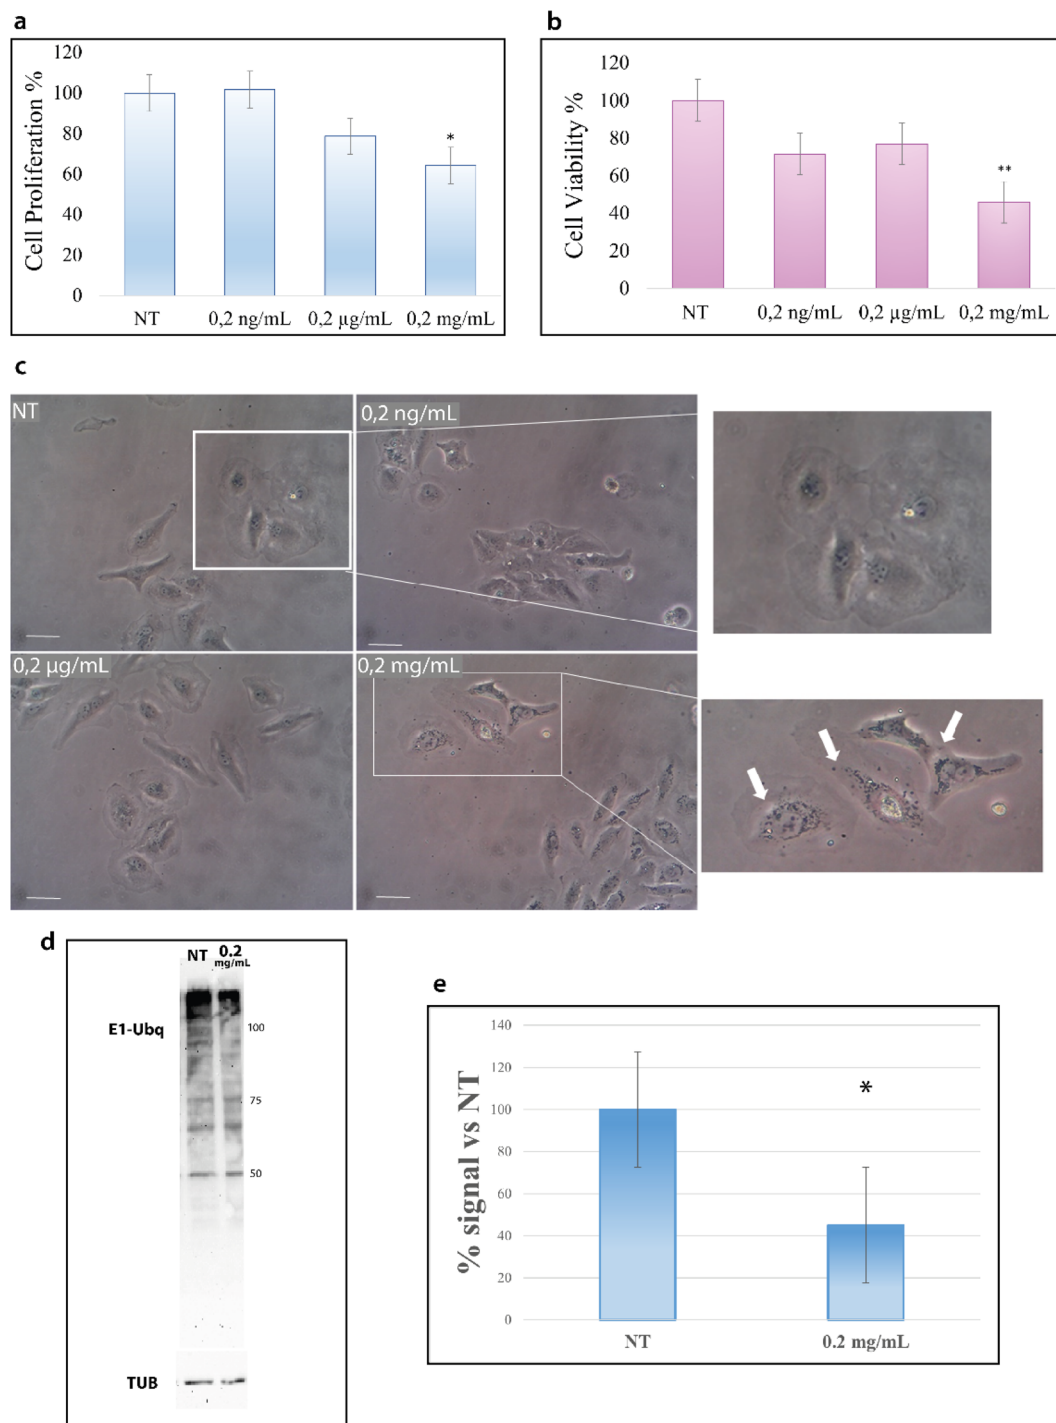 a
Cell Proliferation %
120
100
80
60
40
20
0
*
NT 0,2 ng/mL 0,2 µg/mL 0,2 mg/mL
b
Cell Viability %
120
100
80
60
40
20
0
**
NT 0,2 ng/mL 0,2 µg/mL 0,2 mg/mL
c
NT
0,2 ng/mL
0,2 µg/mL
0,2 mg/mL
d
NT 0.2
mg/mL
E1-Ubq
100
75
50
TUB
e
% signal vs NT
140
120
100
80
60
40
20
0
*
NT 0.2 mg/mL